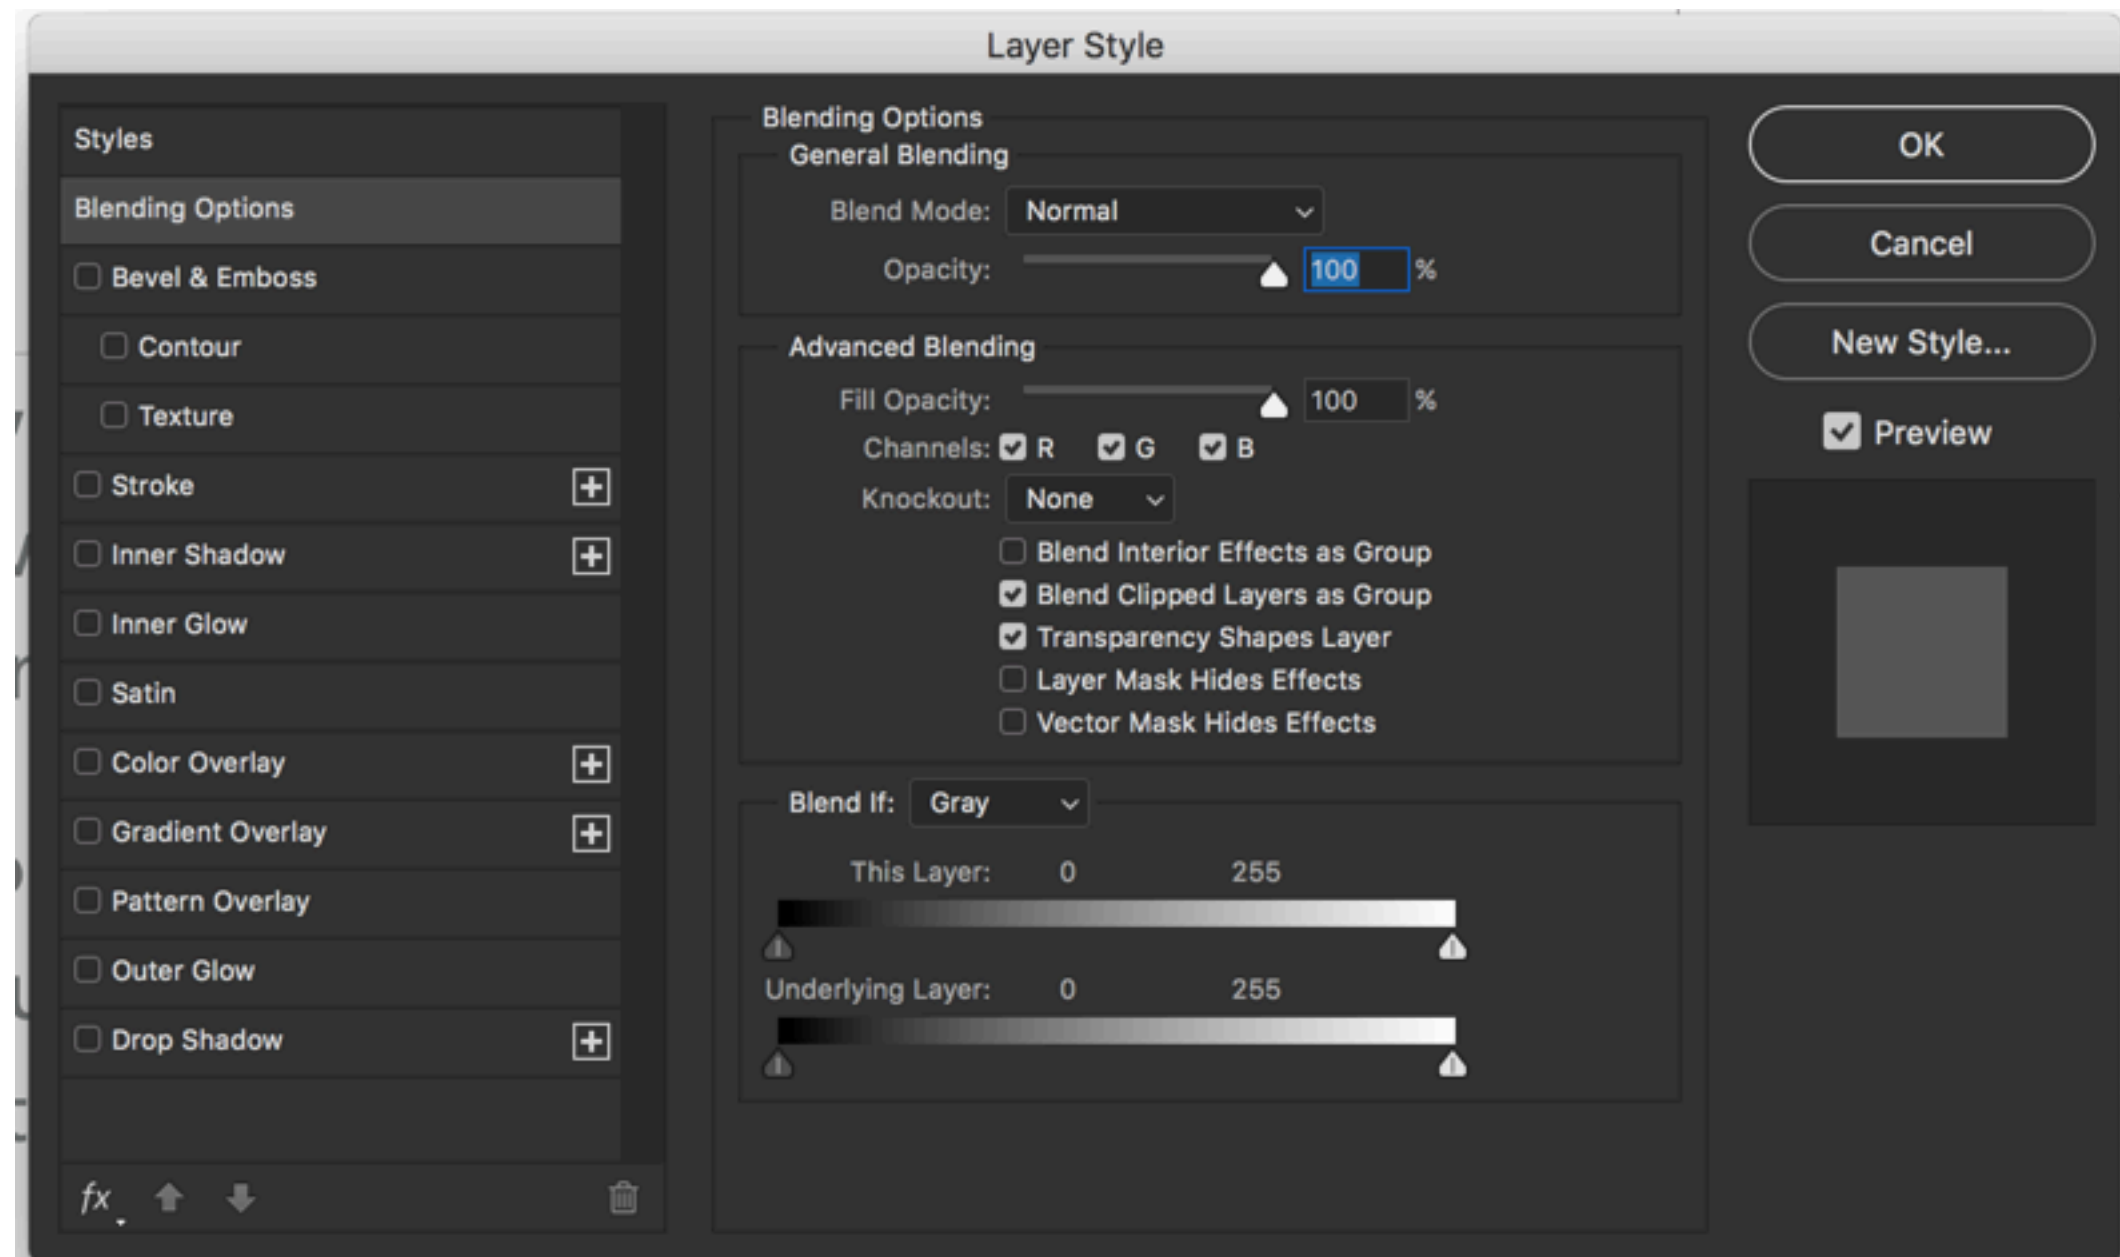 Layer Style
Styles
Blending Options
Bevel & Emboss
Contour
Texture
Stroke
Inner Shadow
Inner Glow
Satin
Color Overlay
Gradient Overlay
Pattern Overlay
Outer Glow
Drop Shadow
fx
Blending Options
General Blending
Blend Mode: Normal
Opacity: 100 %
Advanced Blending
Fill Opacity: 100 %
Channels: R G B
Knockout: None
Blend Interior Effects as Group
Blend Clipped Layers as Group
Transparency Shapes Layer
Layer Mask Hides Effects
Vector Mask Hides Effects
Blend If: Gray
This Layer: 0 255
Underlying Layer: 0 255
OK
Cancel
New Style...
Preview